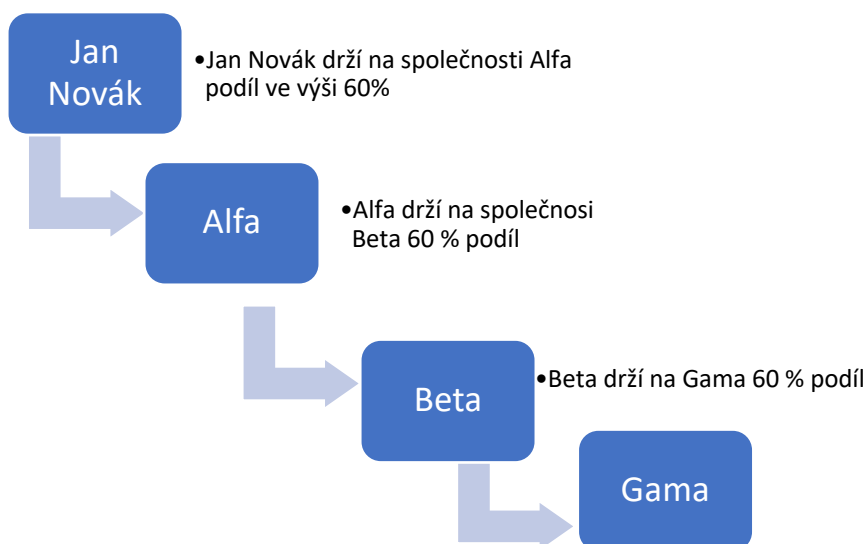 Jan
Novák
•Jan Novák drží na společnosti Alfa
podíl ve výši 60%
Alfa
•Alfa drží na společnosi
Beta 60 % podíl
Beta
•Beta drží na Gama 60 % podíl
Gama